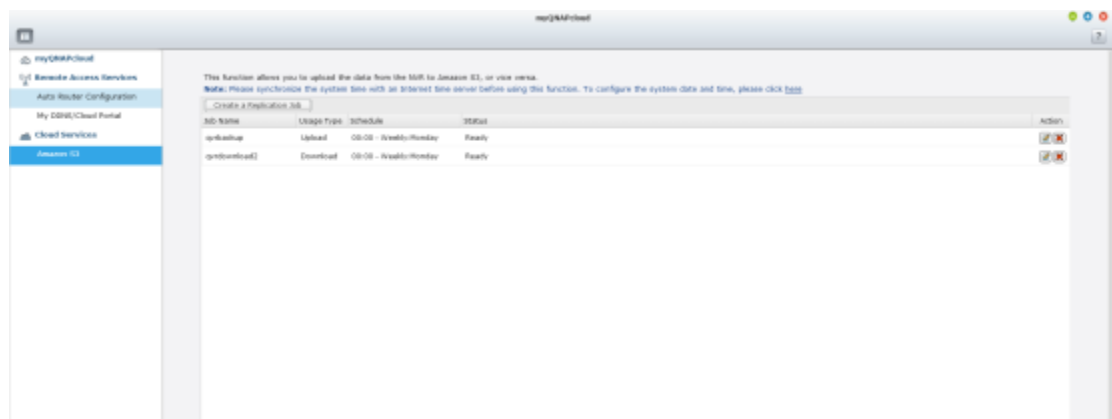 myQNAPcloud
?
myQNAPcloud
Remote Access Services
Auto Router Configuration
My DDNS/Cloud Portal
Cloud Services
Amazon S3
This function allows you to upload the data from the NVR to Amazon S3, or vice versa.
Note: Please synchronize the system time with an Internet time server before using this function. To configure the system date and time, please click here
Create a Replication Job
Job Name Usage Type Schedule Status Action
Upload 08:08 - Weekly:Monday Ready
Download 08:08 - Weekly:Monday Ready